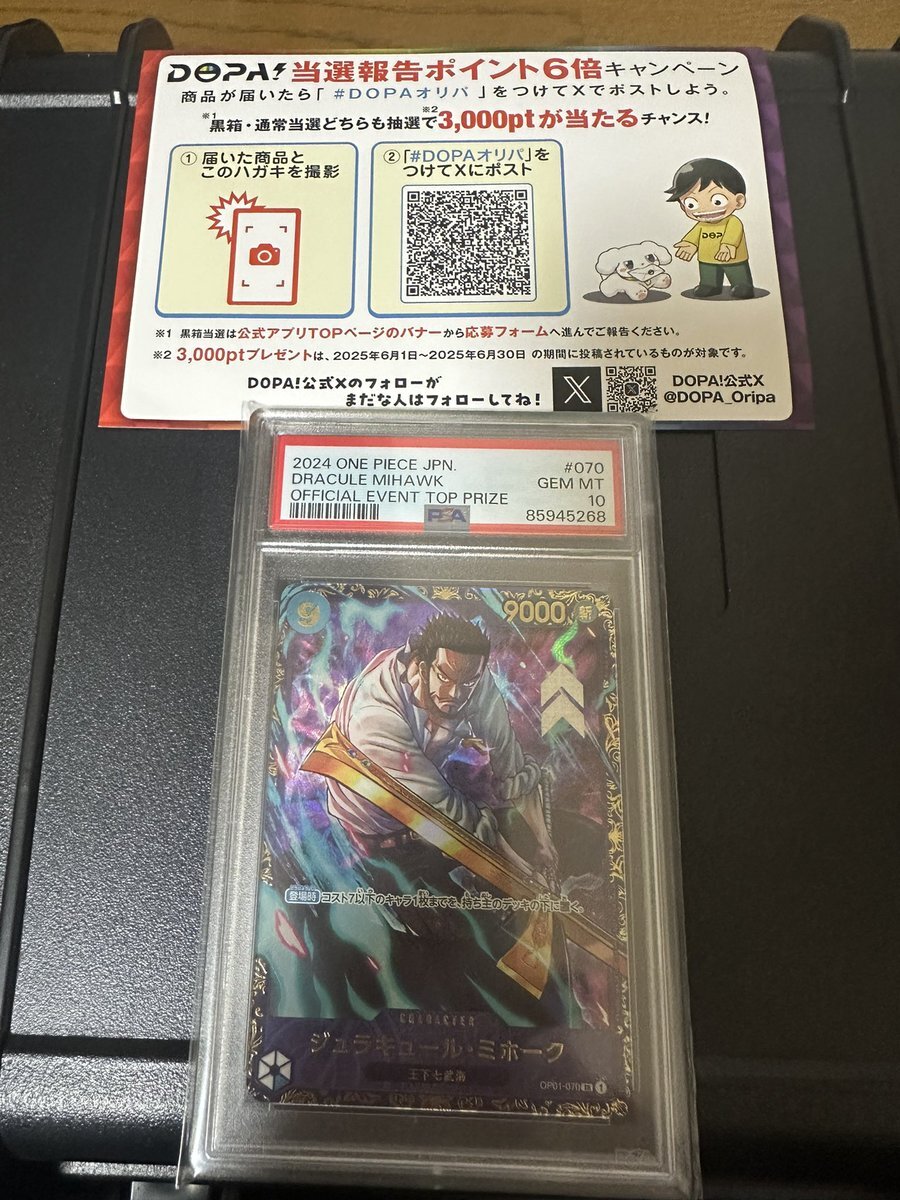 DOPA! 当選報告ポイント6倍キャンペーン
商品が届いたら「 #DOPAオリパ 」をつけてXでポストしよう。
※1黒箱・通常当選どちらも抽選で※23,000ptが当たるチャンス!
① 届いた商品と
このハガキを撮影
② 「#DOPAオリパ」を
つけてXにポスト
DOP
※1 黒箱当選は公式アプリTOPページのバナーから応募フォームへ進んでご報告ください。
※2 3,000ptプレゼントは、2025年6月1日〜2025年6月30日 の期間に投稿されているものが対象です。
DOPA!公式Xのフォローが
まだな人はフォローしてね!
X
DOPA!公式X
@DOPA_Oripa
2024 ONE PIECE JPN. #070
DRACULE MIHAWK GEM MT
OFFICIAL EVENT TOP PRIZE 10
PSA 85945268
9 9000 斬
登場時 コスト7以下のキャラ1枚までを、持ち主のデッキの下に置く。
CHARACTER
ジュラキュール・ミホーク
王下七武海
OP01-070 SR 1